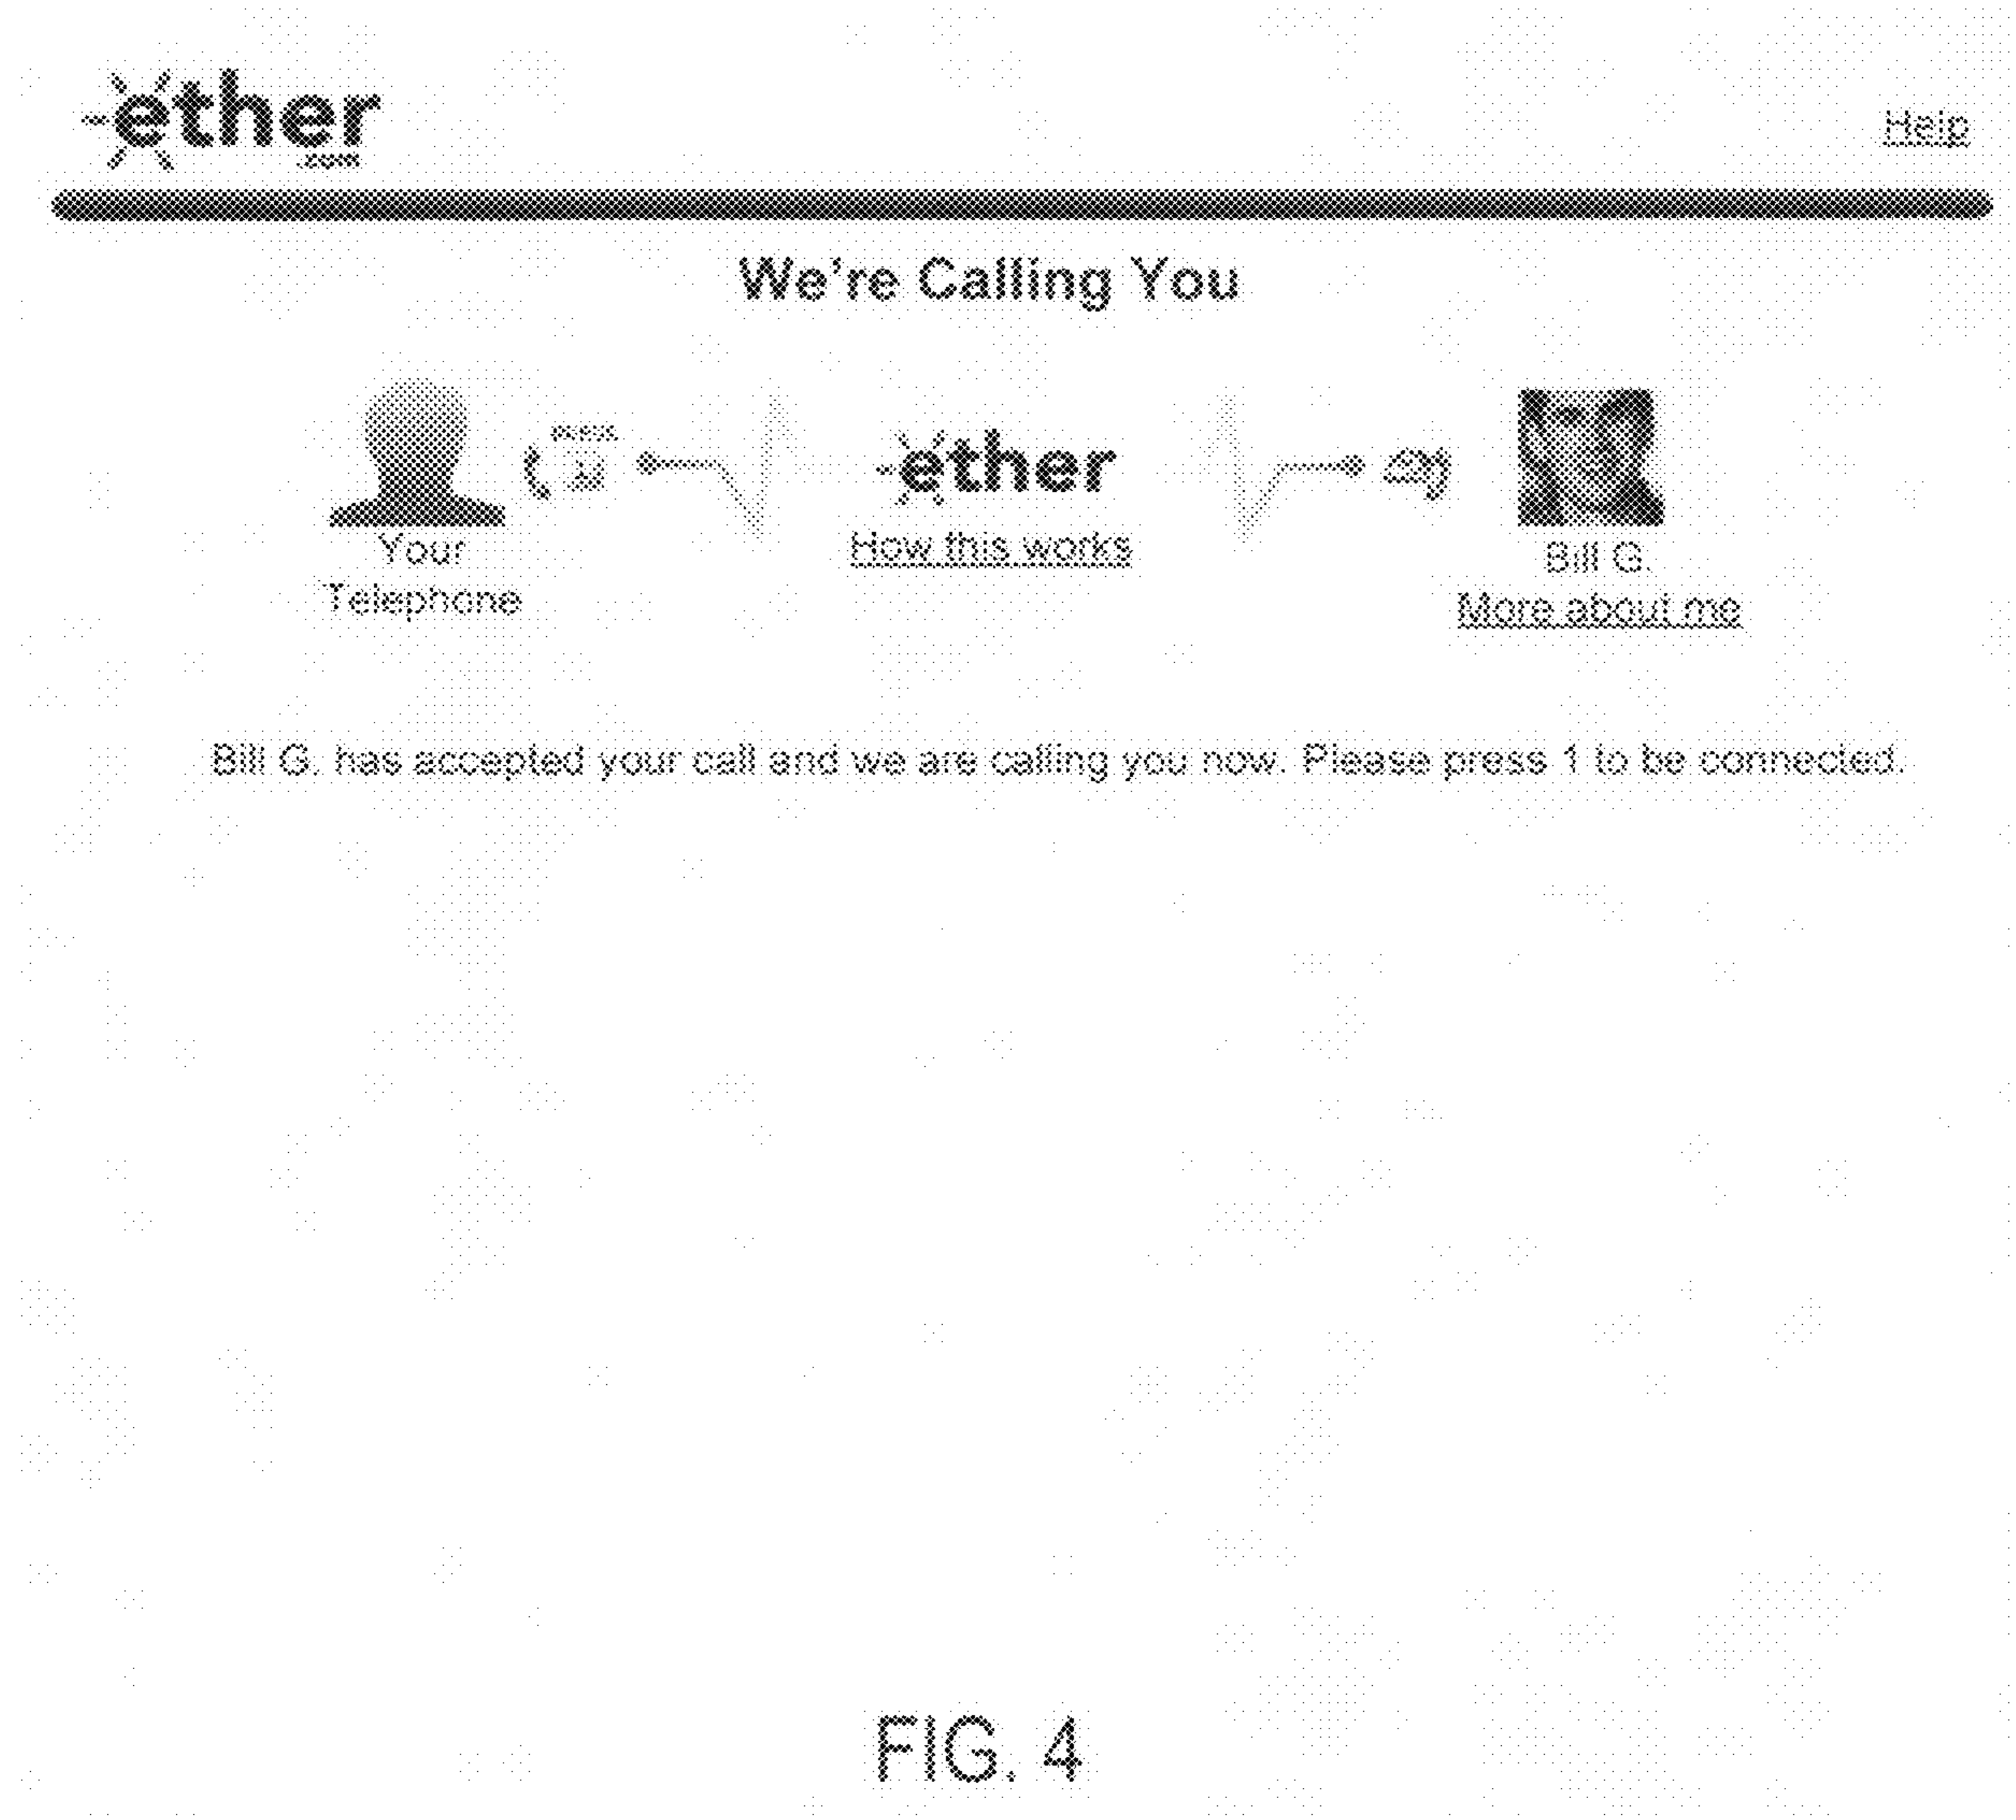 ether
.com
Help
We're Calling You
press
1
ether
How this works
Your
Telephone
Bill G.
More about me
Bill G. has accepted your call and we are calling you now. Please press 1 to be connected.
FIG. 4